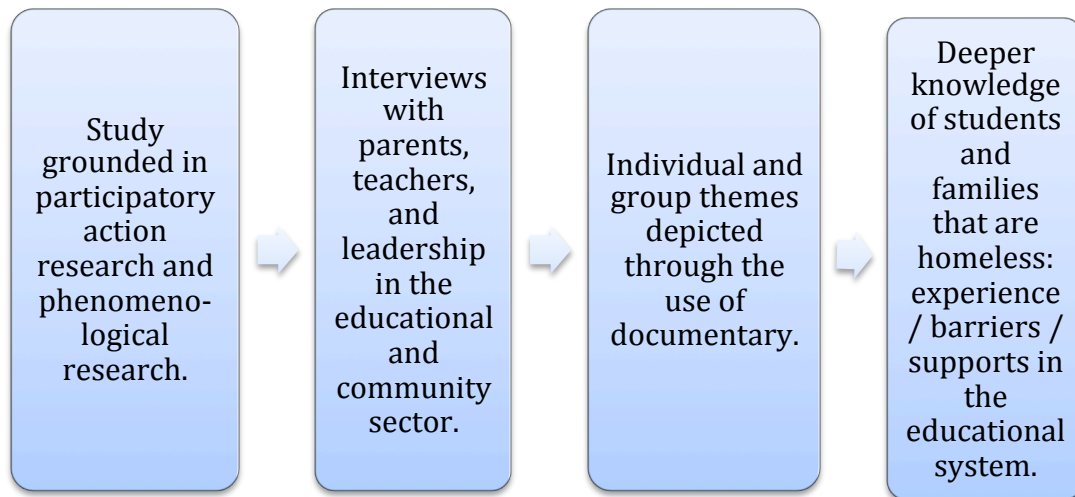 Study
grounded in
participatory
action
research and
phenomeno-
logical
research.
Interviews
with
parents,
teachers,
and
leadership
in the
educational
and
community
sector.
Individual and
group themes
depicted
through the
use of
documentary.
Deeper
knowledge
of students
and
families
that are
homeless:
experience
/ barriers /
supports in
the
educational
system.